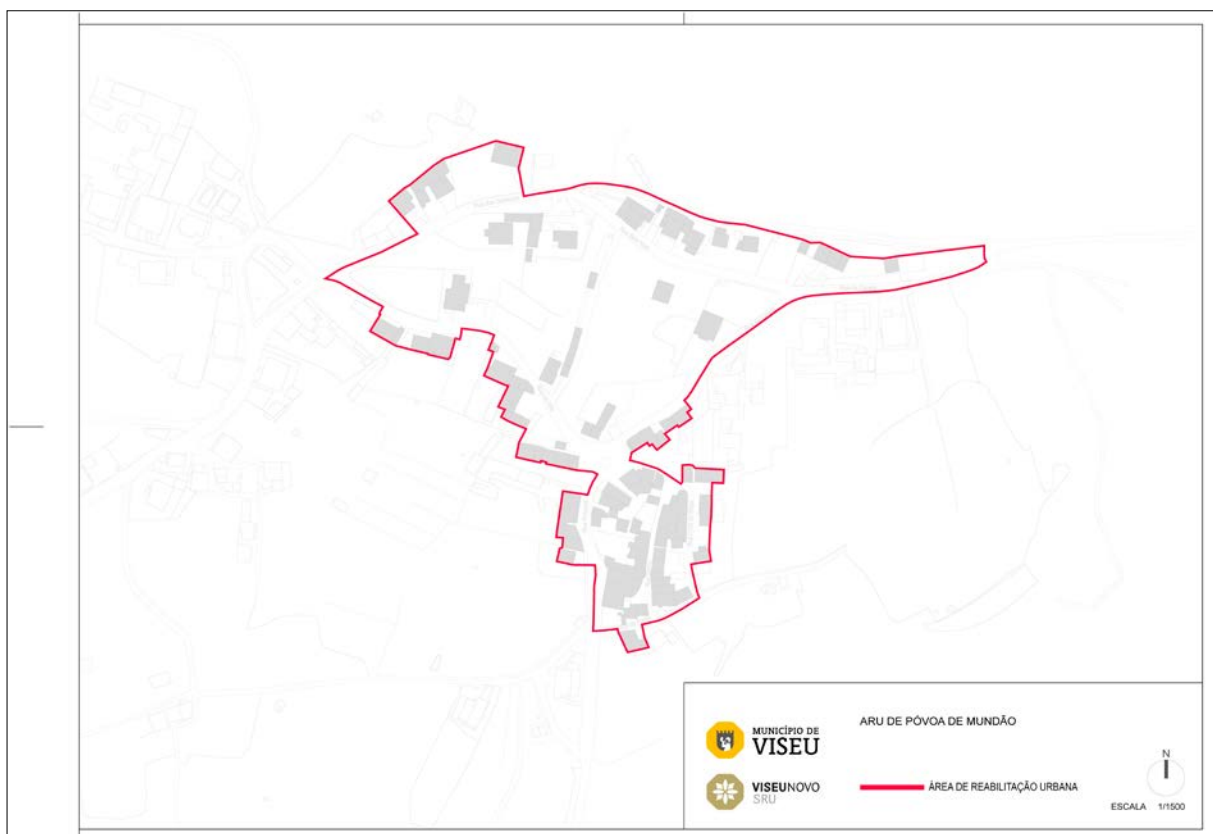 MUNICÍPIO DE
VISEU
ARU DE PÓVOA DE MUNDÃO
VISEUNOVO
SRU
ÁREA DE REABILITAÇÃO URBANA
N
ESCALA 1/1500